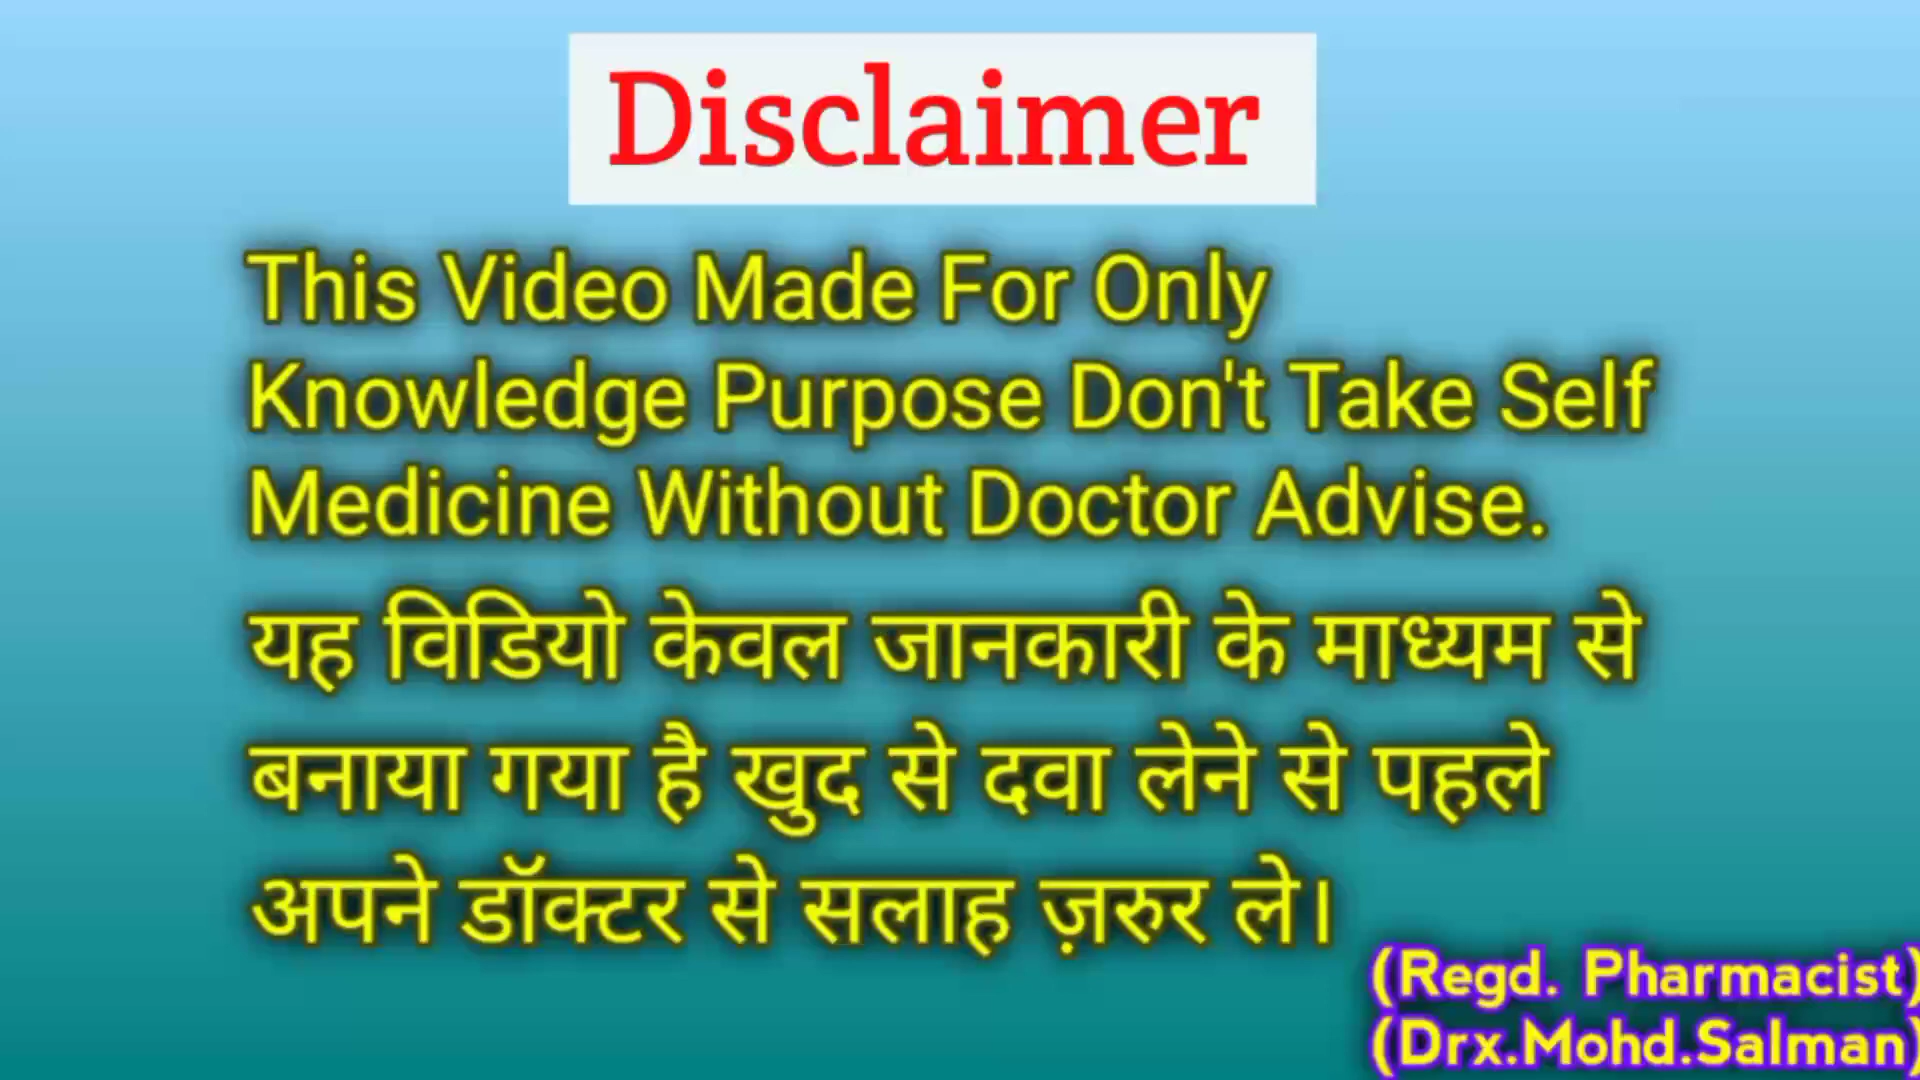 Disclaimer
This Video Made For Only
Knowledge Purpose Don't Take Self
Medicine Without Doctor Advise.
यह विडियो केवल जानकारी के माध्यम से
बनाया गया है खुद से दवा लेने से पहले
अपने डॉक्टर से सलाह ज़रुर ले।
(Regd. Pharmacist)
(Drx.Mohd.Salman)